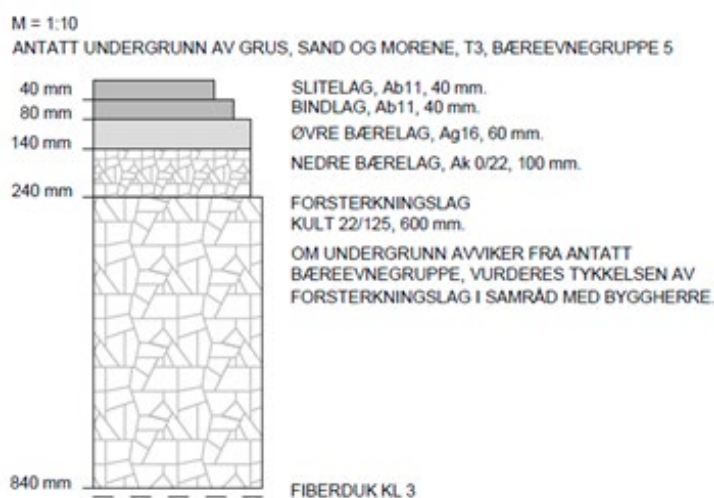 M = 1:10
ANTATT UNDERGRUNN AV GRUS, SAND OG MORENE, T3, BÆREEVNEGRUPPE 5
40 mm
SLITELAG, Ab11, 40 mm.
80 mm
BINDLAG, Ab11, 40 mm.
140 mm
ØVRE BÆRELAG, Ag16, 60 mm.
NEDRE BÆRELAG, Ak 0/22, 100 mm.
240 mm
FORSTERKNINGSLAG
KULT 22/125, 600 mm.
OM UNDERGRUNN AVVIKER FRA ANTATT
BÆREEVNEGRUPPE, VURDERES TYKKELSEN AV
FORSTERKNINGSLAG I SAMRÅD MED BYGGHERRE.
840 mm
FIBERDUK KL 3